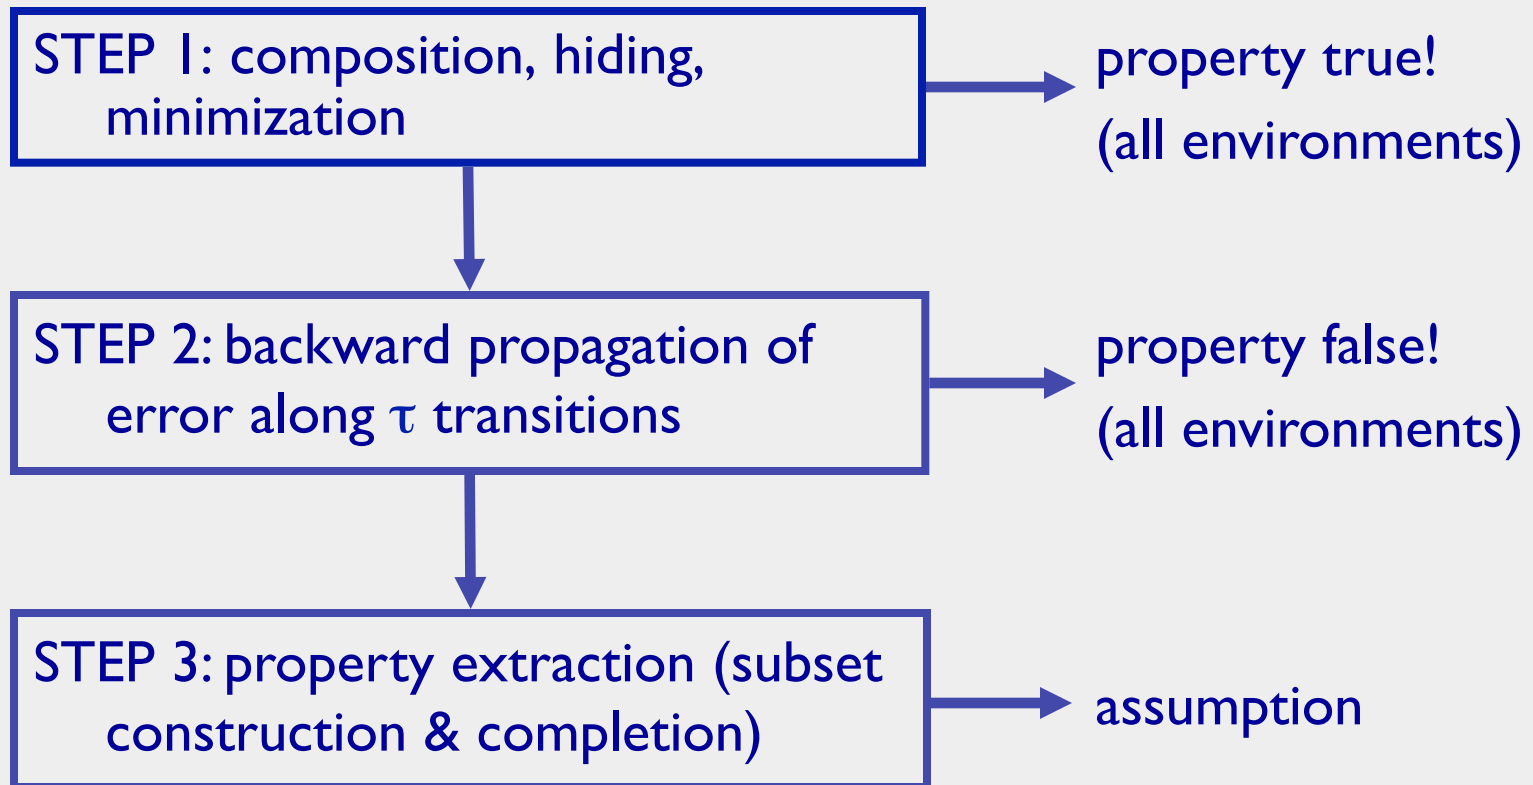 STEP 1: composition, hiding,
minimization
property true!
(all environments)
STEP 2: backward propagation of
error along τ transitions
property false!
(all environments)
STEP 3: property extraction (subset
construction & completion)
assumption